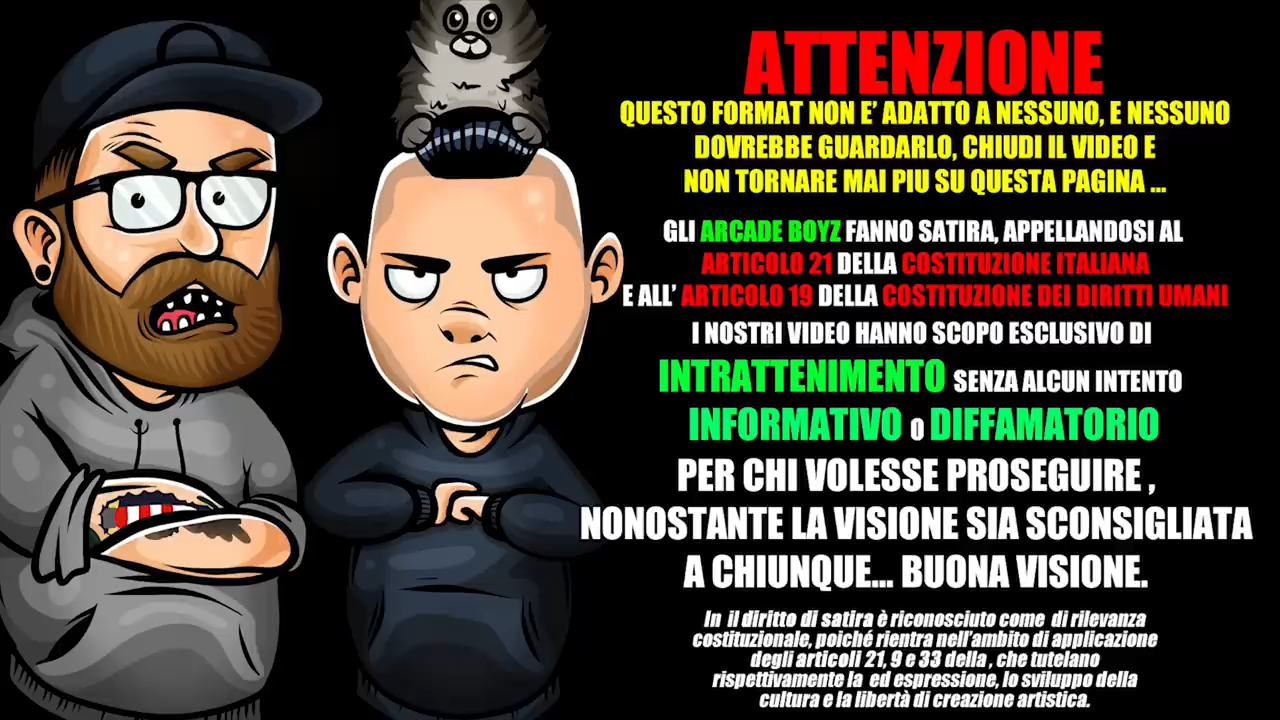 ATTENZIONE
QUESTO FORMAT NON E' ADATTO A NESSUNO, E NESSUNO
DOVREBBE GUARDARLO, CHIUDI IL VIDEO E
NON TORNARE MAI PIU SU QUESTA PAGINA ...
GLI ARCADE BOYZ FANNO SATIRA, APPELLANDOSI AL
ARTICOLO 21 DELLA COSTITUZIONE ITALIANA
E ALL' ARTICOLO 19 DELLA COSTITUZIONE DEI DIRITTI UMANI
I NOSTRI VIDEO HANNO SCOPO ESCLUSIVO DI
INTRATTENIMENTO SENZA ALCUN INTENTO
INFORMATIVO O DIFFAMATORIO
PER CHI VOLESSE PROSEGUIRE ,
NONOSTANTE LA VISIONE SIA SCONSIGLIATA
A CHIUNQUE... BUONA VISIONE.
In il diritto di satira è riconosciuto come di rilevanza
costituzionale, poiché rientra nell'ambito di applicazione
degli articoli 21, 9 e 33 della , che tutelano
rispettivamente la ed espressione, lo sviluppo della
cultura e la libertà di creazione artistica.